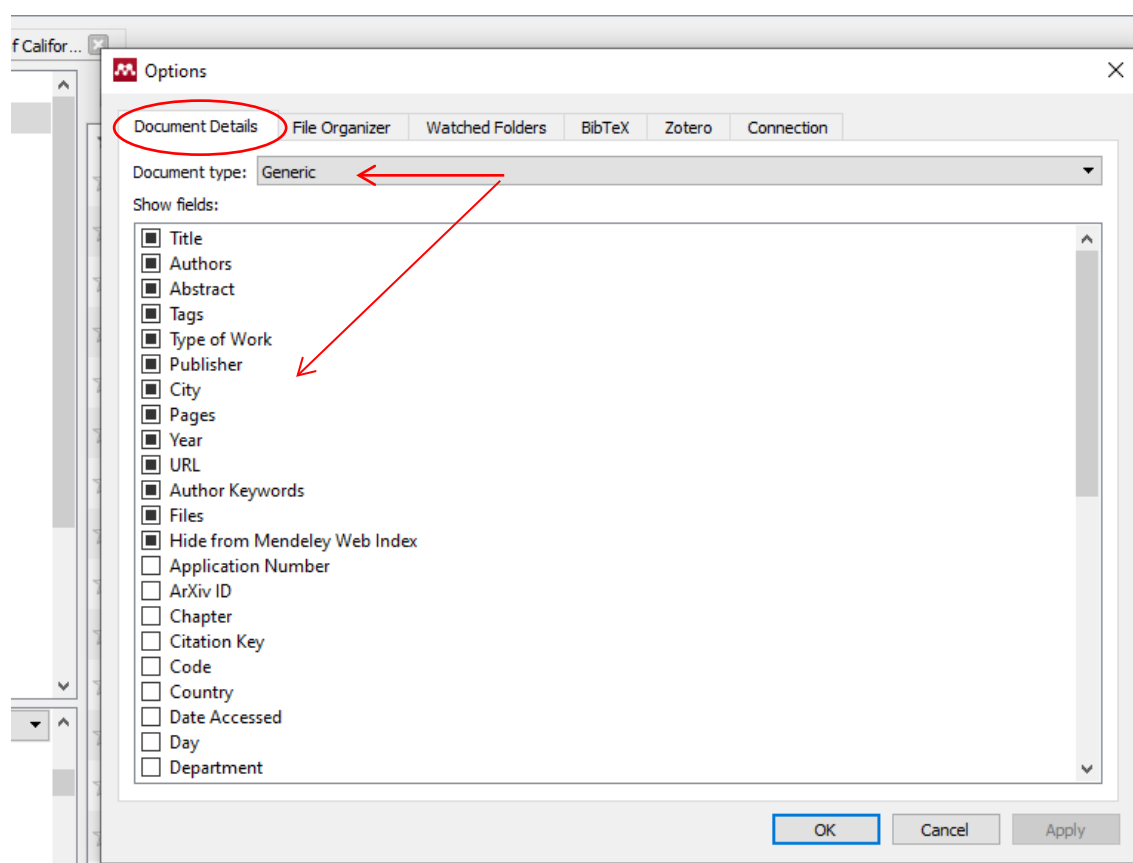 f Califor...
Options
Document Details File Organizer Watched Folders BibTeX Zotero Connection
Document type: Generic
Show fields:
Title
Authors
Abstract
Tags
Type of Work
Publisher
City
Pages
Year
URL
Author Keywords
Files
Hide from Mendeley Web Index
Application Number
ArXiv ID
Chapter
Citation Key
Code
Country
Date Accessed
Day
Department
OK Cancel Apply